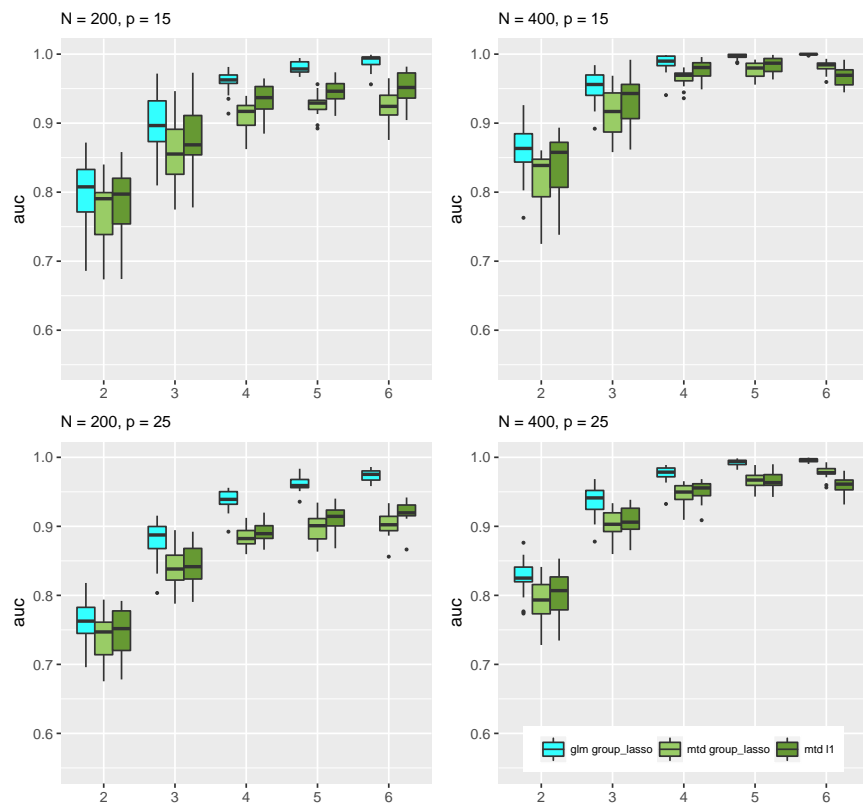 N = 200, p = 15
1.0
0.9
0.8
0.7
0.6
auc
2 3 4 5 6
N = 400, p = 15
1.0
0.9
0.8
0.7
0.6
auc
2 3 4 5 6
N = 200, p = 25
1.0
0.9
0.8
0.7
0.6
auc
2 3 4 5 6
N = 400, p = 25
1.0
0.9
0.8
0.7
0.6
auc
glm group_lasso mtd group_lasso mtd l1
2 3 4 5 6